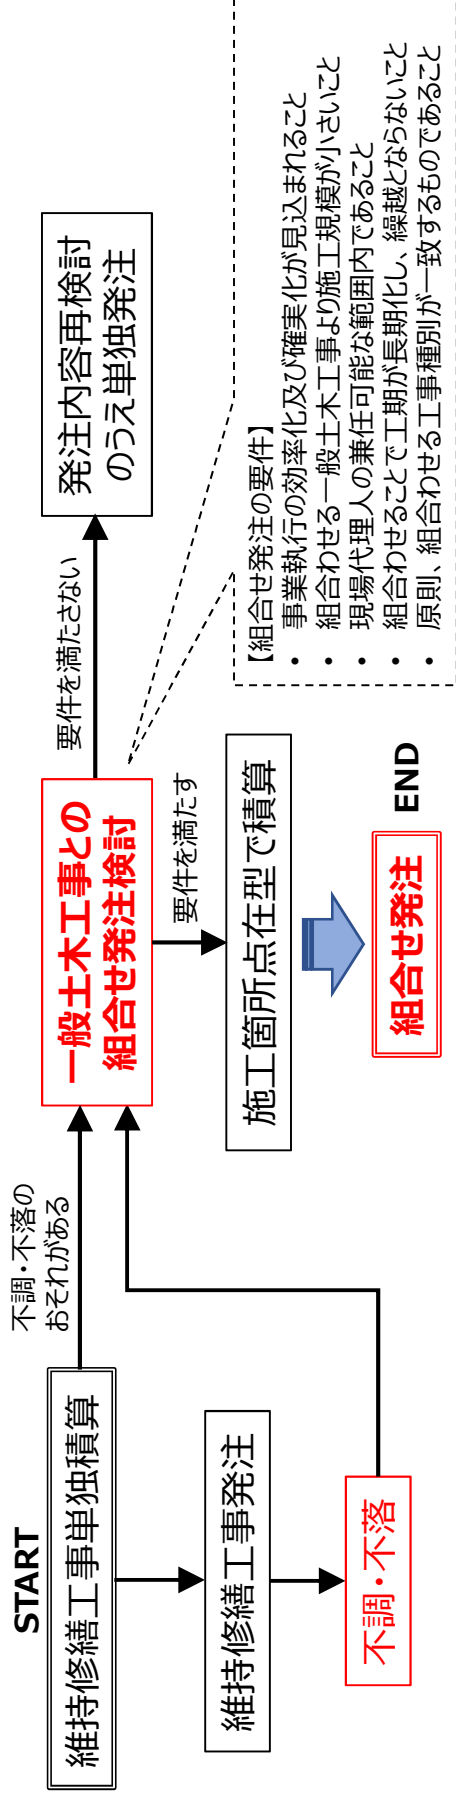 START
維持修繕工事単独積算
不調・不落の
おそれがある
維持修繕工事発注
不調・不落
一般土木工事との
組合せ発注検討
要件を満たさない
発注内容再検討
のうえ単独発注
要件を満たす
施工箇所点在型で積算
組合せ発注
END
【組合せ発注の要件】
・ 事業執行の効率化及び確実化が見込まれること
・ 組合わせる一般土木工事より施工規模が小さいこと
・ 現場代理人の兼任可能な範囲内であること
・ 組合わせることで工期が長期化し、繰越とならないこと
・ 原則、組合わせる工事種別が一致するものであること